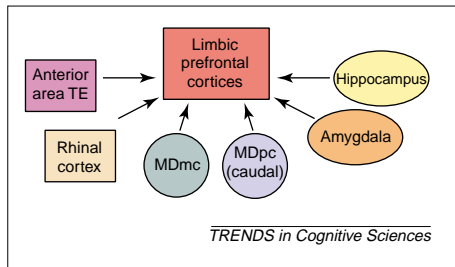 Limbic
prefrontal
cortices
Anterior
area TE
Hippocampus
Rhinal
cortex
MDmc
MDpc
(caudal)
Amygdala
TRENDS in Cognitive Sciences